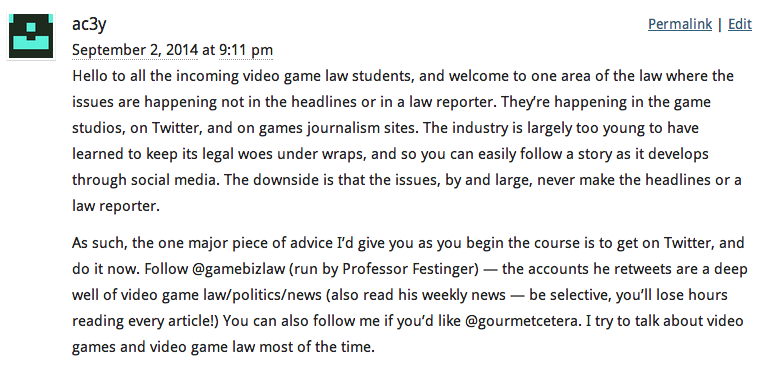 ac3y
Permalink | Edit
September 2, 2014 at 9:11 pm
Hello to all the incoming video game law students, and welcome to one area of the law where the
issues are happening not in the headlines or in a law reporter. They're happening in the game
studios, on Twitter, and on games journalism sites. The industry is largely too young to have
learned to keep its legal woes under wraps, and so you can easily follow a story as it develops
through social media. The downside is that the issues, by and large, never make the headlines or a
law reporter.
As such, the one major piece of advice I'd give you as you begin the course is to get on Twitter, and
do it now. Follow @gamebizlaw (run by Professor Festinger) — the accounts he retweets are a deep
well of video game law/politics/news (also read his weekly news — be selective, you'll lose hours
reading every article!) You can also follow me if you'd like @gourmetcetera. I try to talk about video
games and video game law most of the time.